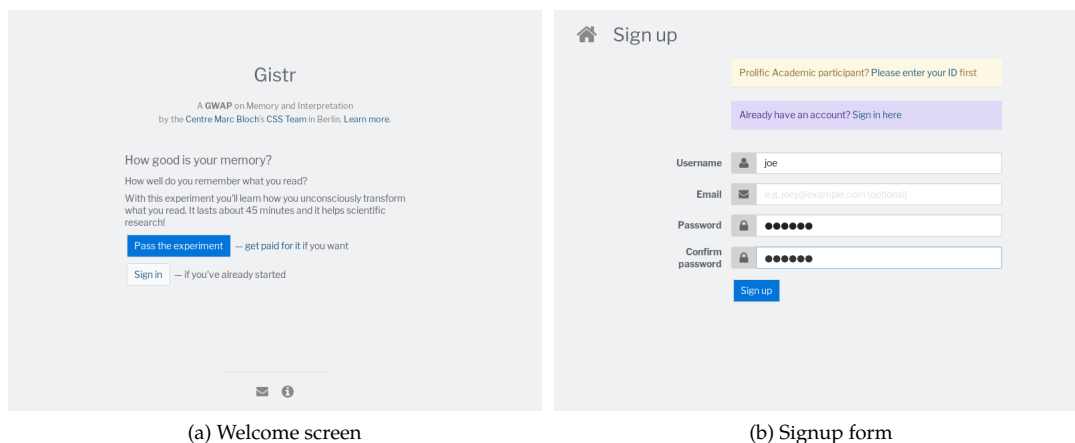 Gistr
A GWAP on Memory and Interpretation
by the Centre Marc Bloch's CSS Team in Berlin. Learn more.
How good is your memory?
How well do you remember what you read?
With this experiment you'll learn how you unconsciously transform
what you read. It lasts about 45 minutes and it helps scientific
research!
Pass the experiment — get paid for it if you want
Sign in — if you've already started
(a) Welcome screen
Sign up
Prolific Academic participant? Please enter your ID first
Already have an account? Sign in here
Username joe
Email e.g. joey@example.com (optional)
Password ●●●●●●
Confirm
password ●●●●●●
Sign up
(b) Signup form